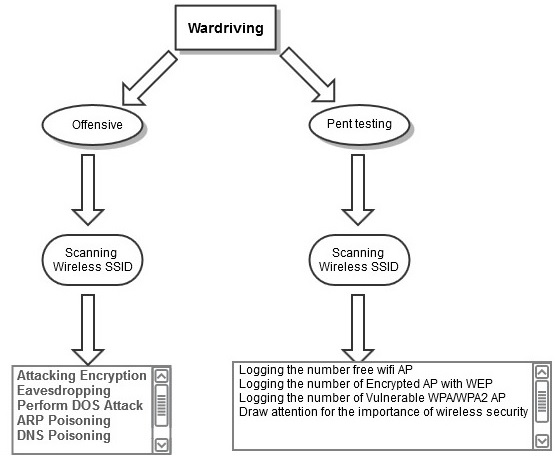 Wardriving
Offensive
Pent testing
Scanning
Wireless SSID
Scanning
Wireless SSID
Attacking Encryption
Eavesdropping
Perform DOS Attack
ARP Poisoning
DNS Poisoning
Logging the number free wifi AP
Logging the number of Encrypted AP with WEP
Logging the number of Vulnerable WPA/WPA2 AP
Draw attention for the importance of wireless security